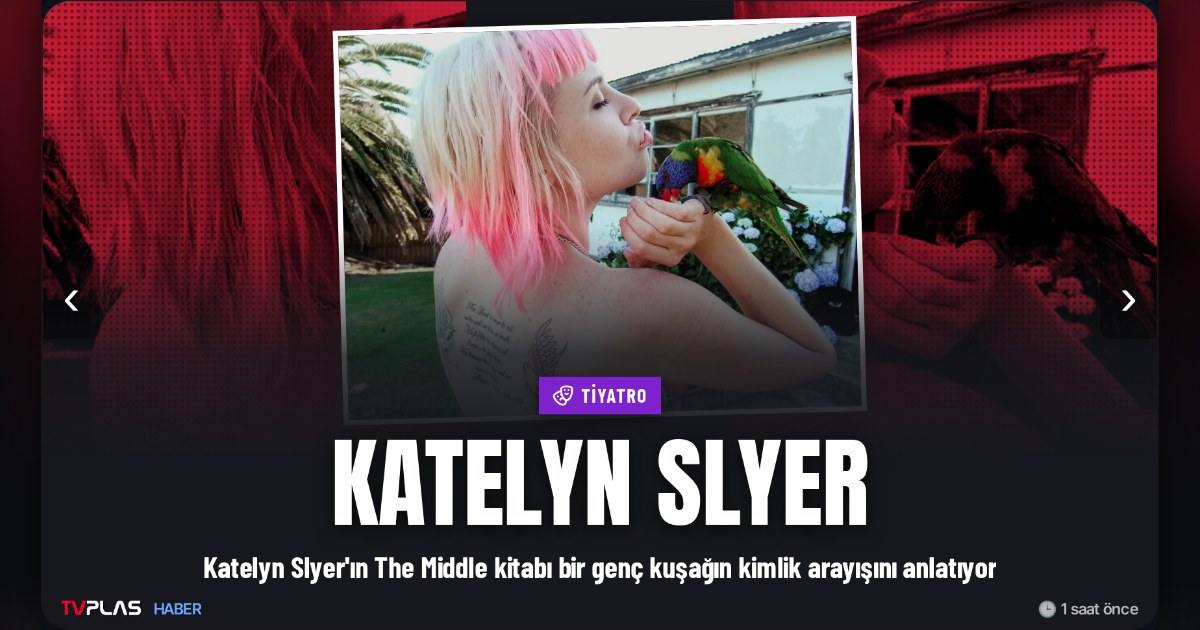 TİYATRO
KATELYN SLYER
Katelyn Slyer'ın The Middle kitabı bir genç kuşağın kimlik arayışını anlatıyor
TVPLAS HABER
1 saat önce